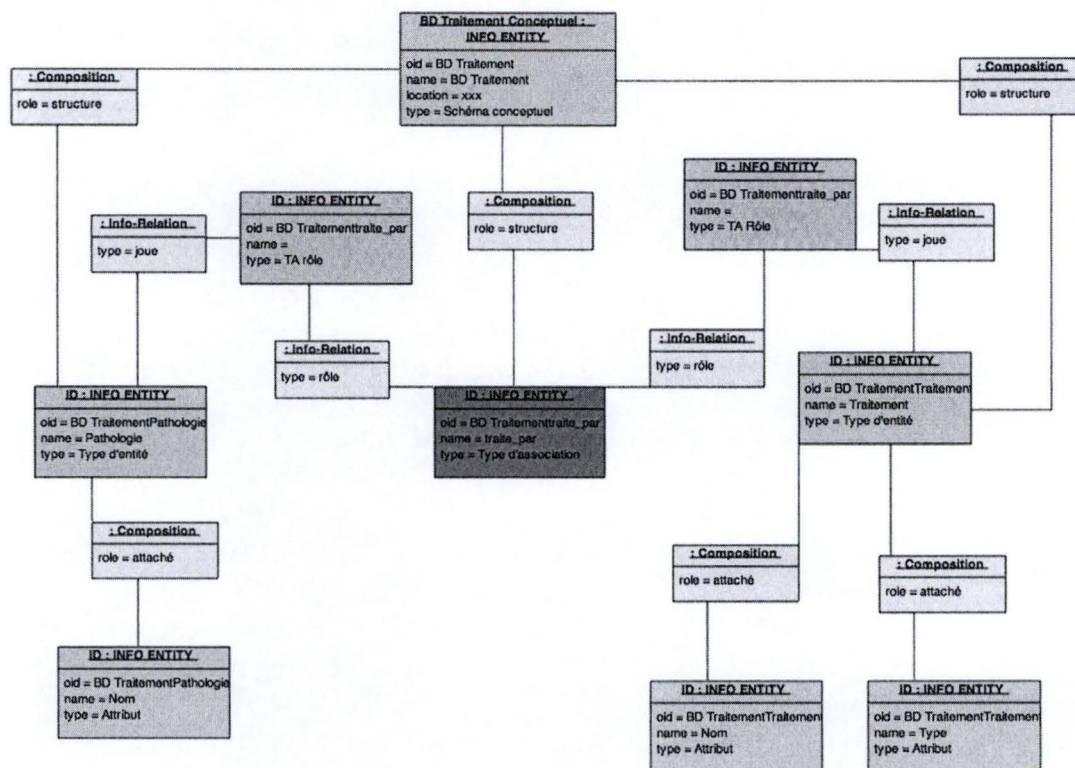 BD Traitement Conceptuel :
INFO ENTITY
oid = BD Traitement
name = BD Traitement
location = xxx
type = Schéma conceptuel
: Composition
role = structure
: Composition
role = structure
: Composition
role = structure
ID : INFO ENTITY
oid = BD Traitementtraite_par
name =
type = TA rôle
ID : INFO ENTITY
oid = BD Traitementtraite_par
name =
type = TA Rôle
: Info-Relation
type = joue
: Info-Relation
type = joue
: Info-Relation
type = rôle
: Info-Relation
type = rôle
ID : INFO ENTITY
oid = BD TraitementPathologie
name = Pathologie
type = Type d'entité
ID : INFO ENTITY
oid = BD Traitementtraite_par
name = traite_par
type = Type d'association
ID : INFO ENTITY
oid = BD TraitementTraitement
name = Traitement
type = Type d'entité
: Composition
role = attaché
: Composition
role = attaché
: Composition
role = attaché
ID : INFO ENTITY
oid = BD TraitementPathologie
name = Nom
type = Attribut
ID : INFO ENTITY
oid = BD TraitementTraitement
name = Nom
type = Attribut
ID : INFO ENTITY
oid = BD TraitementTraitement
name = Type
type = Attribut